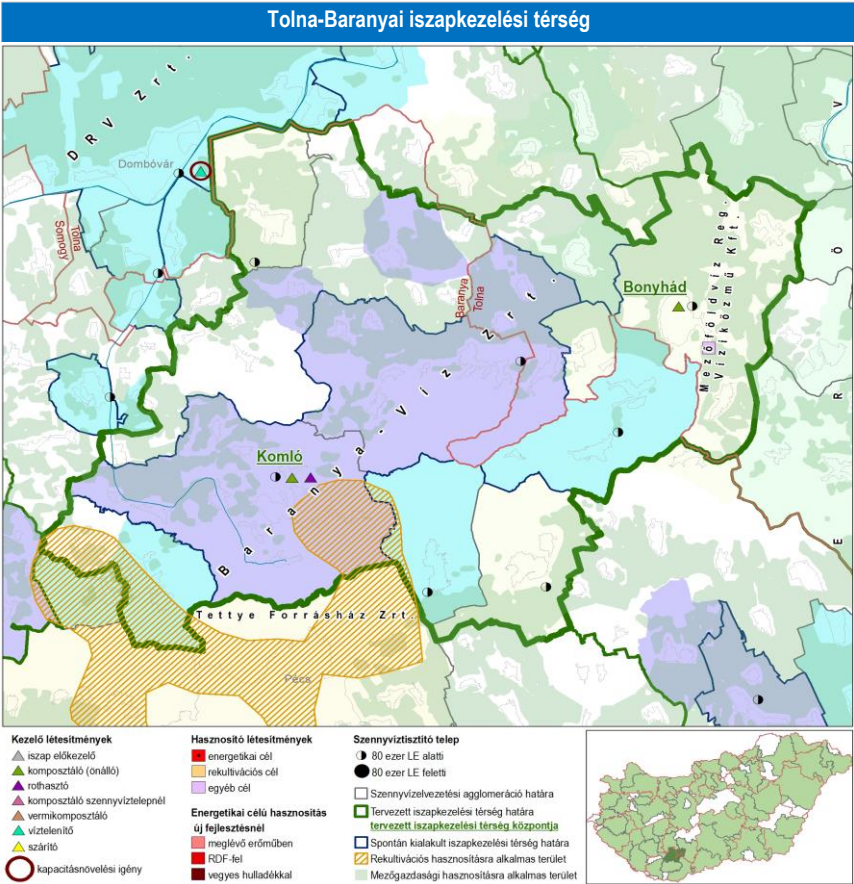 Tolna-Baranyai iszapkezelési térség
DRV Zrt.
Dombóvár
Tolna
Somogy
Baranya
Tolna
Bonyhád
Mezőföldvíz Reg.
Viziközmű Kft.
Komló
Baranya-Víz Zrt.
Tettye Forrásház Zrt.
Pécs
V
Ö
R
E
Kezelő létesítmények
iszap előkezelő
komposztáló (önálló)
rothasztó
komposztáló szennyvíztelepnél
vermikomposztáló
víztelenítő
szárító
kapacitásnövelési igény
Hasznosító létesítmények
energetikai cél
rekultivációs cél
egyéb cél
Energetikai célú hasznosítás
új fejlesztésnél
meglévő erőműben
RDF-fel
vegyes hulladékkal
Szennyvíztisztító telep
80 ezer LE alatti
80 ezer LE feletti
Szennyvízelvezetési agglomeráció határa
Tervezett iszapkezelési térség határa
tervezett iszapkezelési térség központja
Spontán kialakult iszapkezelési térség határa
Rekultivációs hasznosításra alkalmas terület
Mezőgazdasági hasznosításra alkalmas terület